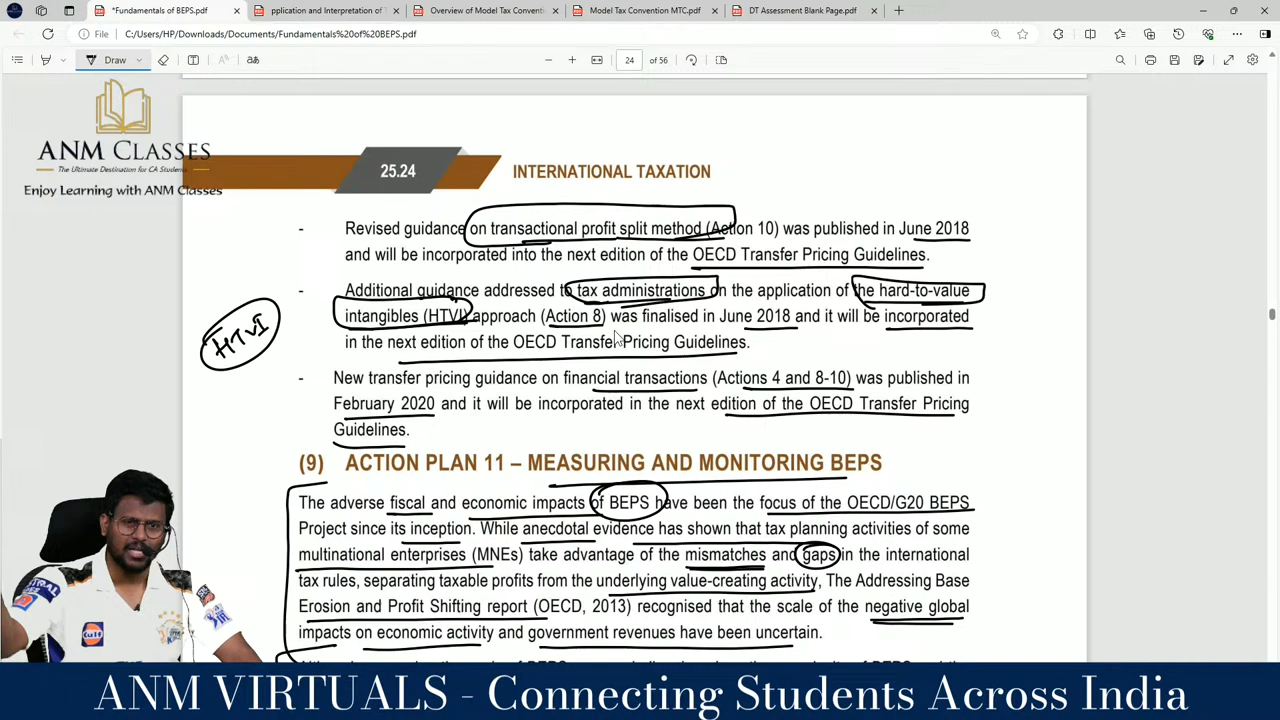 *Fundamentals of BEPS.pdf
pplication and Interpretation of T
Overview of Model Tax Conventi
Model Tax Convention MTC.pdf
DT Assessment Blank Page.pdf
File C:/Users/HP/Downloads/Documents/Fundamentals%20of%20BEPS.pdf
Draw
24 of 56
ANM CLASSES
The Ultimate Destination for CA Students
Enjoy Learning with ANM Classes
25.24 INTERNATIONAL TAXATION
- Revised guidance on transactional profit split method (Action 10) was published in June 2018
and will be incorporated into the next edition of the OECD Transfer Pricing Guidelines.
- Additional guidance addressed to tax administrations on the application of the hard-to-value
intangibles (HTVI) approach (Action 8) was finalised in June 2018 and it will be incorporated
in the next edition of the OECD Transfer Pricing Guidelines.
HTVI
- New transfer pricing guidance on financial transactions (Actions 4 and 8-10) was published in
February 2020 and it will be incorporated in the next edition of the OECD Transfer Pricing
Guidelines.
(9) ACTION PLAN 11 – MEASURING AND MONITORING BEPS
The adverse fiscal and economic impacts of BEPS have been the focus of the OECD/G20 BEPS
Project since its inception. While anecdotal evidence has shown that tax planning activities of some
multinational enterprises (MNEs) take advantage of the mismatches and gaps in the international
tax rules, separating taxable profits from the underlying value-creating activity, The Addressing Base
Erosion and Profit Shifting report (OECD, 2013) recognised that the scale of the negative global
impacts on economic activity and government revenues have been uncertain.
Gulf
ANM VIRTUALS - Connecting Students Across India